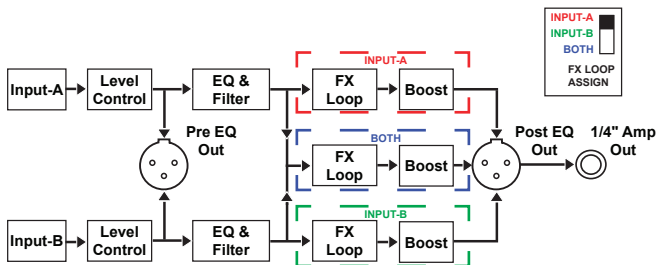 INPUT-A
INPUT-B
BOTH
FX LOOP
ASSIGN
INPUT-A
Input-A
Level
Control
EQ &
Filter
FX
Loop
Boost
Pre EQ
Out
BOTH
FX
Loop
Boost
Post EQ
Out
1/4" Amp
Out
INPUT-B
Input-B
Level
Control
EQ &
Filter
FX
Loop
Boost